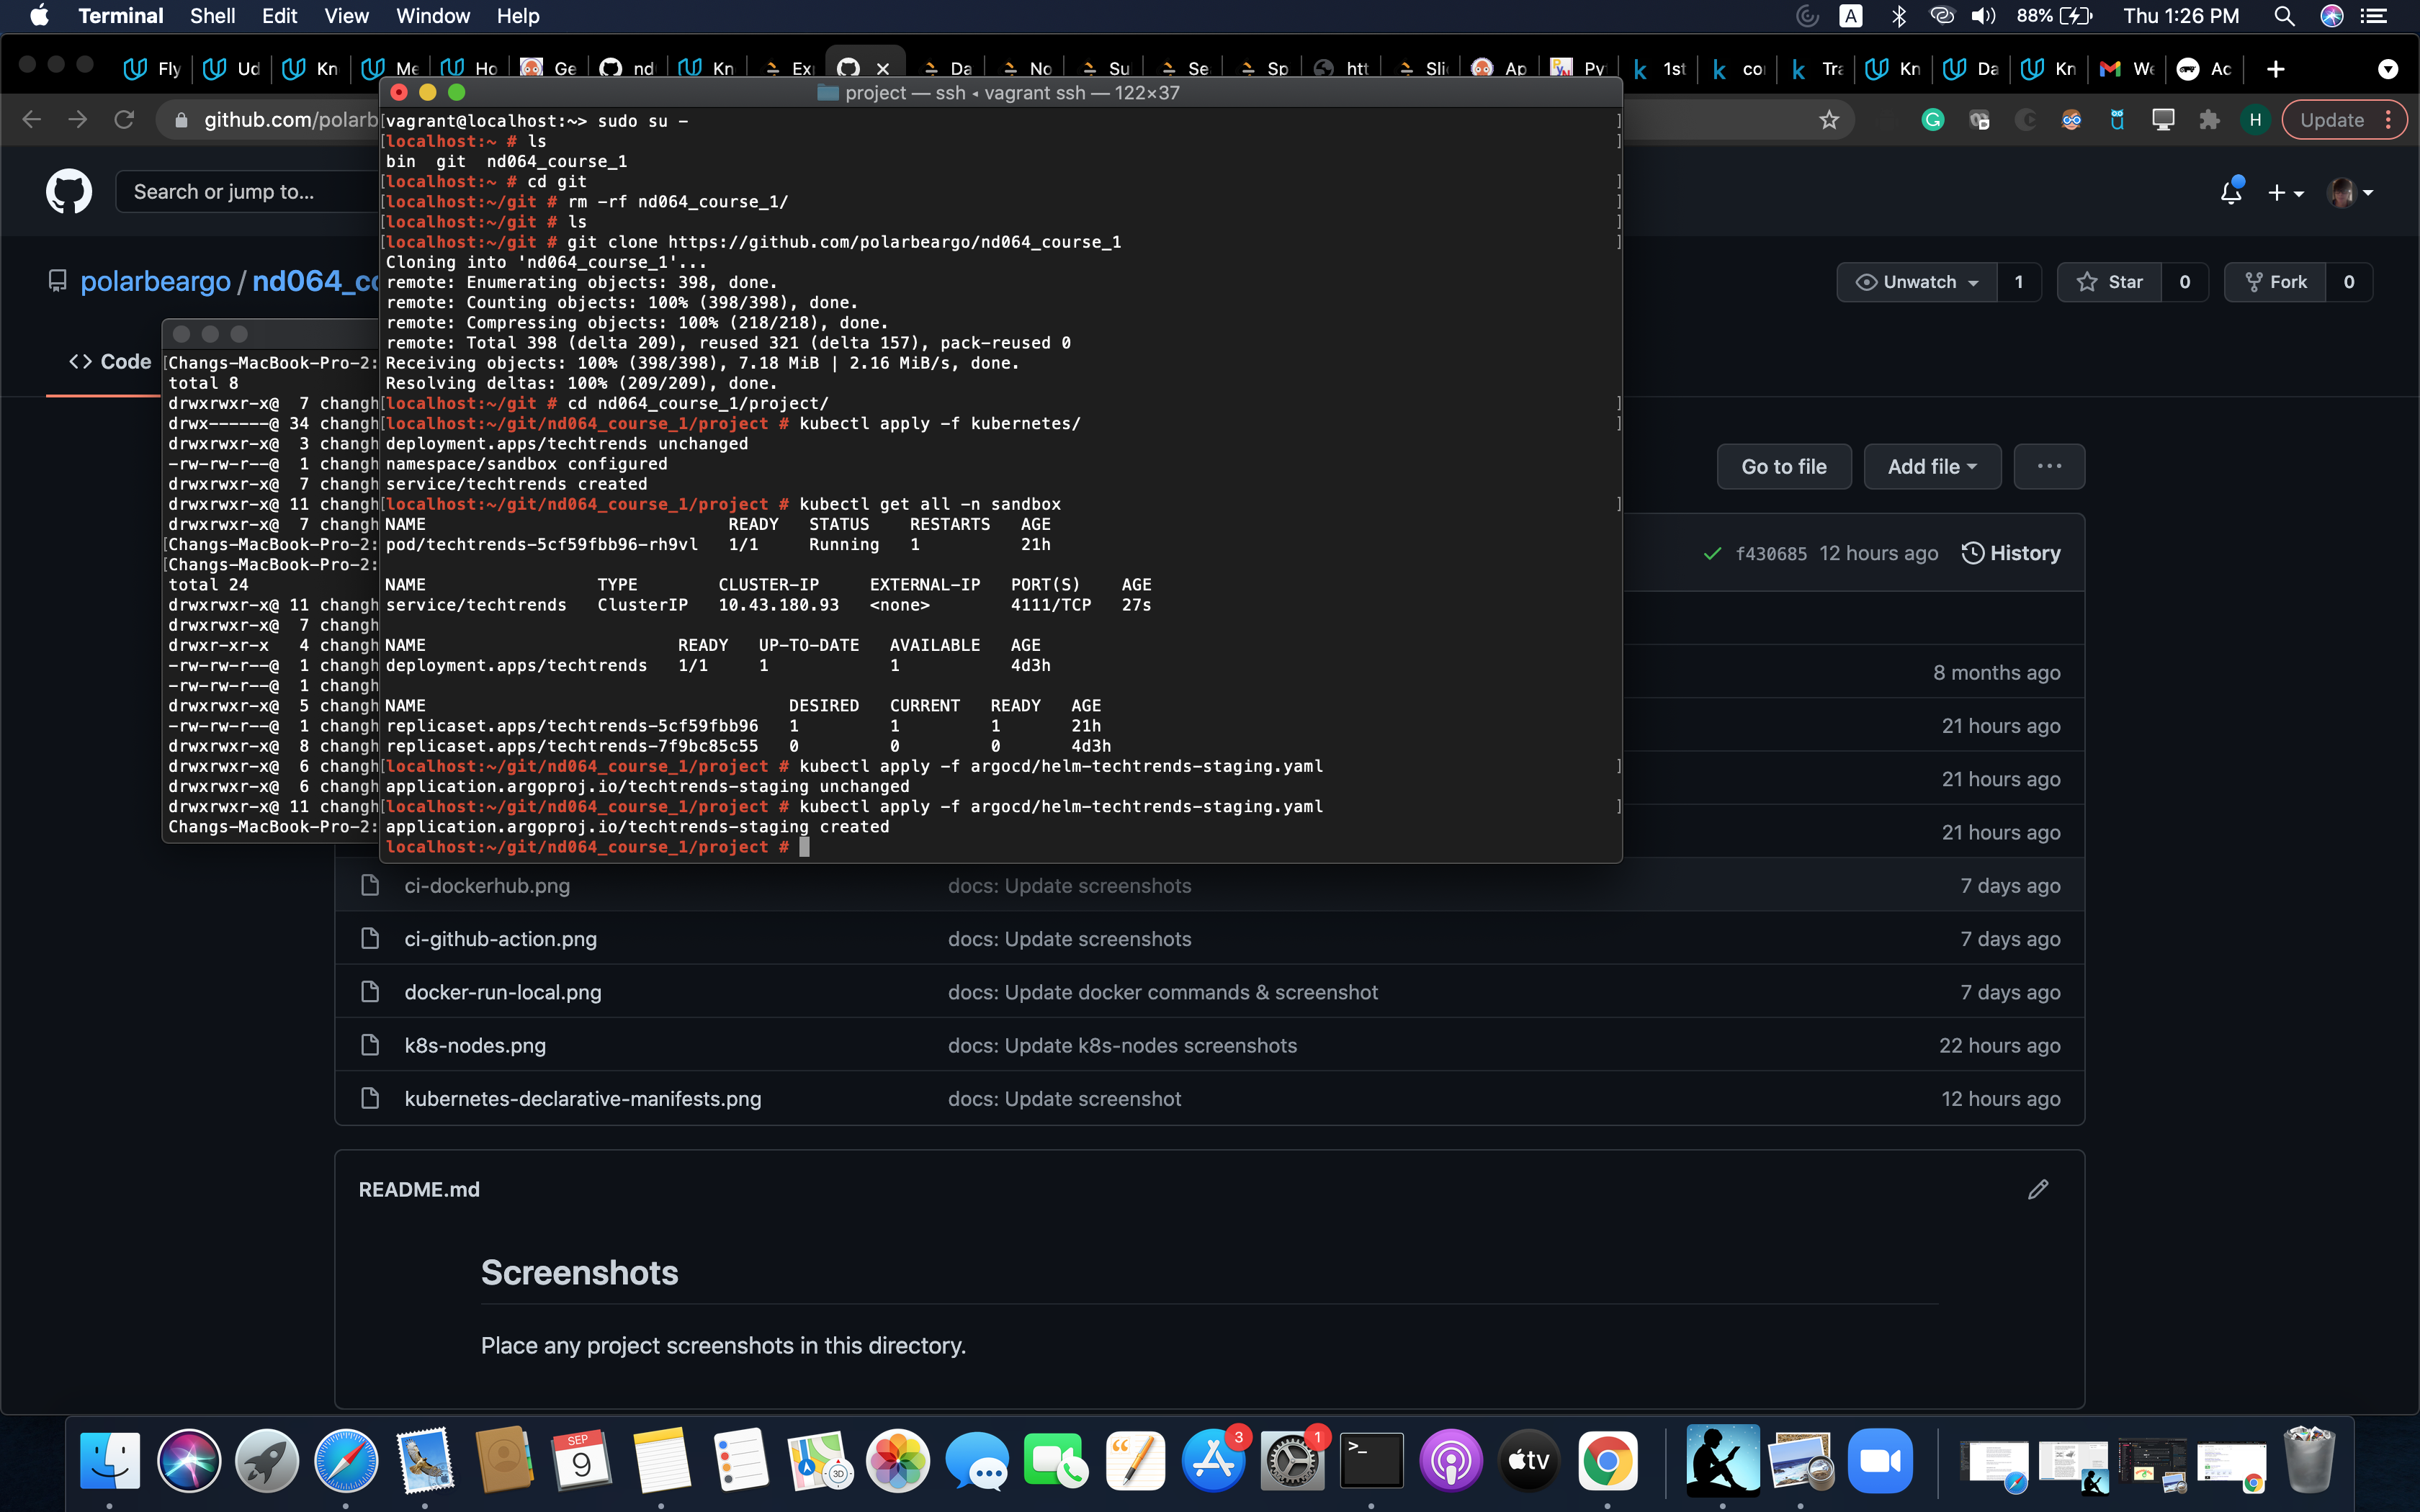 Terminal Shell Edit View Window Help
A 88% Thu 1:26 PM
Fly Ud Kn Me Ho Ge nd Kn Ex Da No Su Se Sp htt Sli Ap Py 1st co Tra Kn Da Kn We Ac
project — ssh ◂ vagrant ssh — 122×37
github.com/polarb
H Update
Search or jump to...
polarbeargo / nd064_co
Unwatch 1 Star 0 Fork 0
<> Code
[vagrant@localhost:~> sudo su -
[localhost:~ # ls
bin  git  nd064_course_1
[localhost:~ # cd git
[localhost:~/git # rm -rf nd064_course_1/
[localhost:~/git # ls
[localhost:~/git # git clone https://github.com/polarbeargo/nd064_course_1
Cloning into 'nd064_course_1'...
remote: Enumerating objects: 398, done.
remote: Counting objects: 100% (398/398), done.
remote: Compressing objects: 100% (218/218), done.
remote: Total 398 (delta 209), reused 321 (delta 157), pack-reused 0
Receiving objects: 100% (398/398), 7.18 MiB | 2.16 MiB/s, done.
Resolving deltas: 100% (209/209), done.
[localhost:~/git # cd nd064_course_1/project/
[localhost:~/git/nd064_course_1/project # kubectl apply -f kubernetes/
deployment.apps/techtrends unchanged
namespace/sandbox configured
service/techtrends created
[localhost:~/git/nd064_course_1/project # kubectl get all -n sandbox
NAME READY STATUS RESTARTS AGE
pod/techtrends-5cf59fbb96-rh9vl 1/1 Running 1 21h
NAME TYPE CLUSTER-IP EXTERNAL-IP PORT(S) AGE
service/techtrends ClusterIP 10.43.180.93 <none> 4111/TCP 27s
NAME READY UP-TO-DATE AVAILABLE AGE
deployment.apps/techtrends 1/1 1 1 4d3h
NAME DESIRED CURRENT READY AGE
replicaset.apps/techtrends-5cf59fbb96 1 1 1 21h
replicaset.apps/techtrends-7f9bc85c55 0 0 0 4d3h
[localhost:~/git/nd064_course_1/project # kubectl apply -f argocd/helm-techtrends-staging.yaml
application.argoproj.io/techtrends-staging unchanged
[localhost:~/git/nd064_course_1/project # kubectl apply -f argocd/helm-techtrends-staging.yaml
application.argoproj.io/techtrends-staging created
localhost:~/git/nd064_course_1/project #
[Changs-MacBook-Pro-2:
total 8
drwxrwxr-x@ 7 changh
drwx------@ 34 changh
drwxrwxr-x@ 3 changh
-rw-rw-r--@ 1 changh
drwxrwxr-x@ 7 changh
drwxrwxr-x@ 11 changh
drwxrwxr-x@ 7 changh
[Changs-MacBook-Pro-2:
[Changs-MacBook-Pro-2:
total 24
drwxrwxr-x@ 11 changh
drwxrwxr-x@ 7 changh
drwxr-xr-x 4 changh
-rw-rw-r--@ 1 changh
-rw-rw-r--@ 1 changh
drwxrwxr-x@ 5 changh
-rw-rw-r--@ 1 changh
drwxrwxr-x@ 8 changh
drwxrwxr-x@ 6 changh
drwxrwxr-x@ 6 changh
drwxrwxr-x@ 11 changh
Changs-MacBook-Pro-2:
Go to file Add file ...
f430685 12 hours ago History
8 months ago
21 hours ago
21 hours ago
21 hours ago
ci-dockerhub.png docs: Update screenshots 7 days ago
ci-github-action.png docs: Update screenshots 7 days ago
docker-run-local.png docs: Update docker commands & screenshot 7 days ago
k8s-nodes.png docs: Update k8s-nodes screenshots 22 hours ago
kubernetes-declarative-manifests.png docs: Update screenshot 12 hours ago
README.md
Screenshots
Place any project screenshots in this directory.
SEP
9
3D
3
1
>_
tv